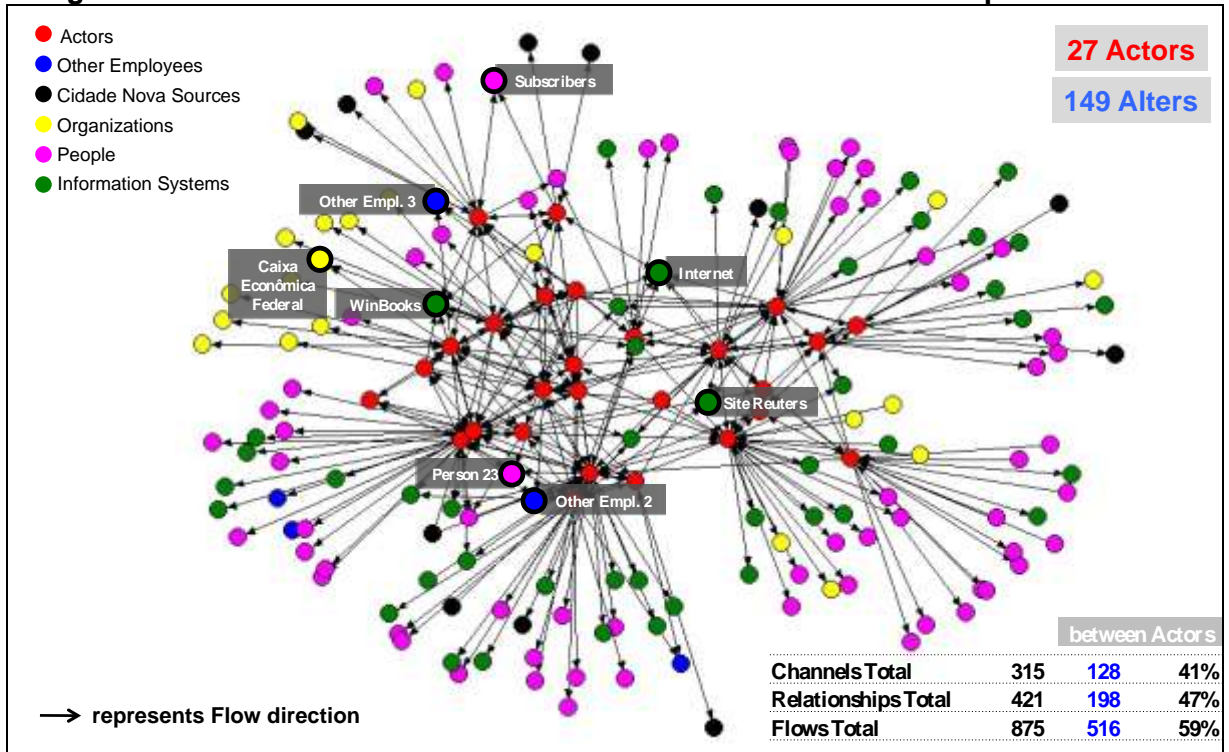 Actors
Other Employees
Cidade Nova Sources
Organizations
People
Information Systems
27 Actors
149 Alters
Subscribers
Other Empl. 3
Caixa
Econômica
Federal
WinBooks
Internet
Site Reuters
Person 23
Other Empl. 2
between Actors
Channels Total 315 128 41%
Relationships Total 421 198 47%
Flows Total 875 516 59%
represents Flow direction